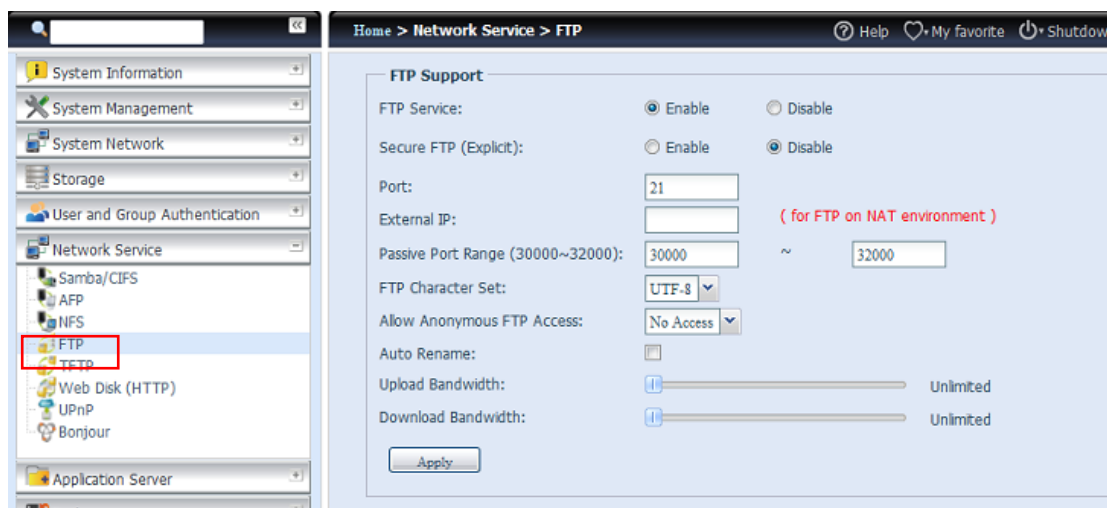 Home > Network Service > FTP
Help
My favorite
Shutdow
System Information
System Management
System Network
Storage
User and Group Authentication
Network Service
Samba/CIFS
AFP
NFS
FTP
TFTP
Web Disk (HTTP)
UPnP
Bonjour
Application Server
FTP Support
FTP Service: Enable Disable
Secure FTP (Explicit): Enable Disable
Port: 21
External IP: ( for FTP on NAT environment )
Passive Port Range (30000~32000): 30000 ~ 32000
FTP Character Set: UTF-8
Allow Anonymous FTP Access: No Access
Auto Rename:
Upload Bandwidth: Unlimited
Download Bandwidth: Unlimited
Apply